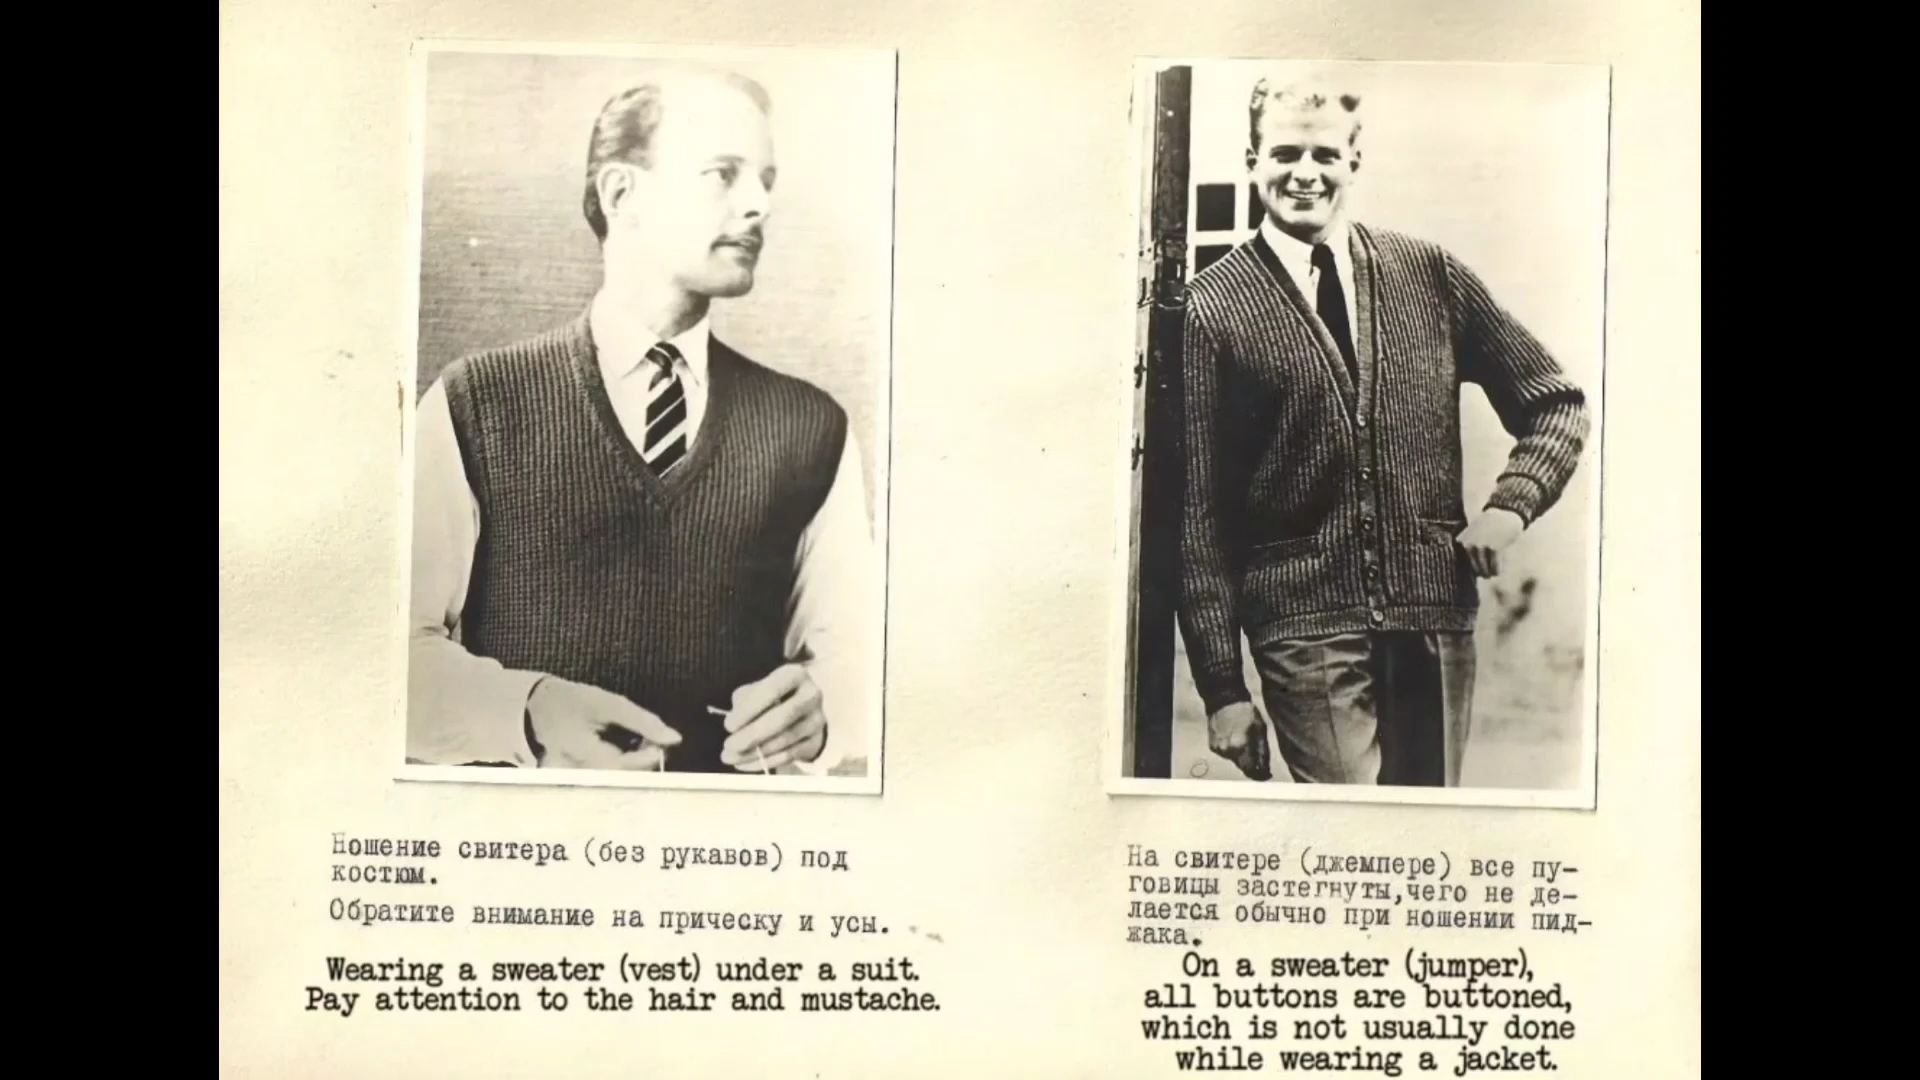 Ношение свитера (без рукавов) под
костюм.
Обратите внимание на прическу и усы.
Wearing a sweater (vest) under a suit.
Pay attention to the hair and mustache.
На свитере (джемпере) все пу-
говицы застегнуты,чего не де-
лается обычно при ношении пид-
жака.
On a sweater (jumper),
all buttons are buttoned,
which is not usually done
while wearing a jacket.